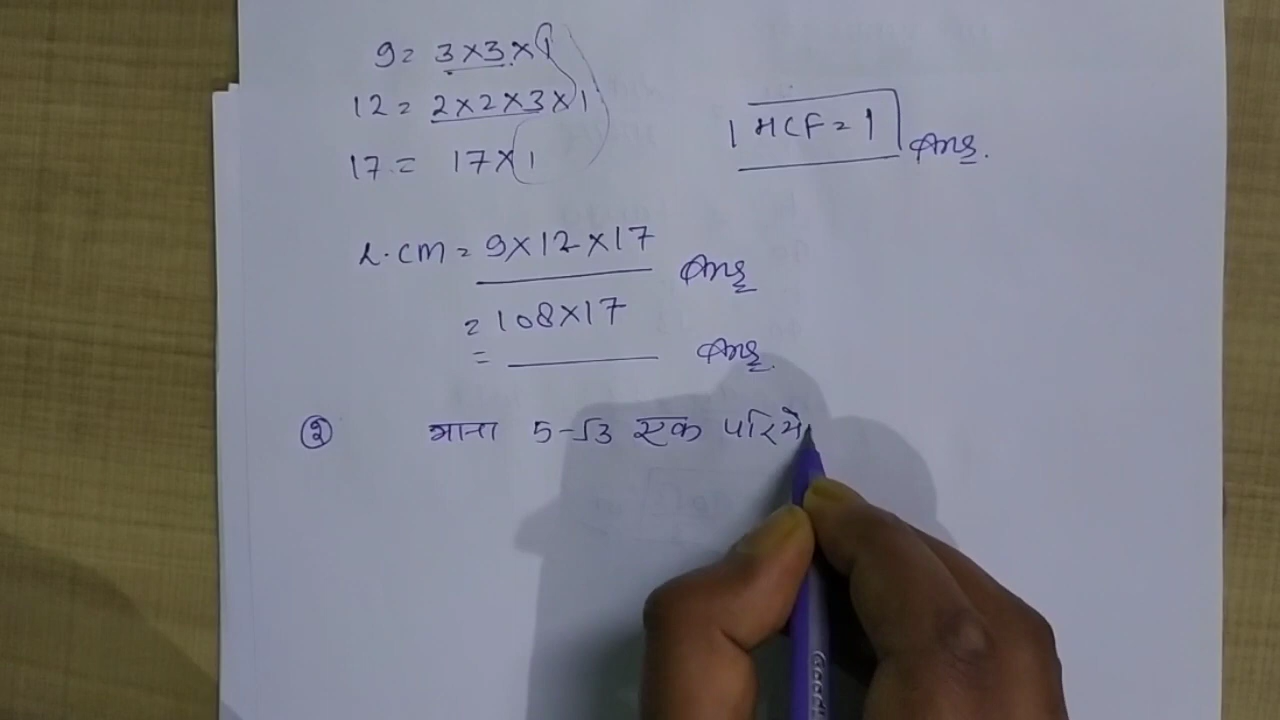 9 = 3×3×1
12 = 2×2×3×1
17 = 17×1
HCF = 1 Ans.
L.CM = 9×12×17 Ans
= 108×17
= Ans.
② माना 5-√3 एक परिमे